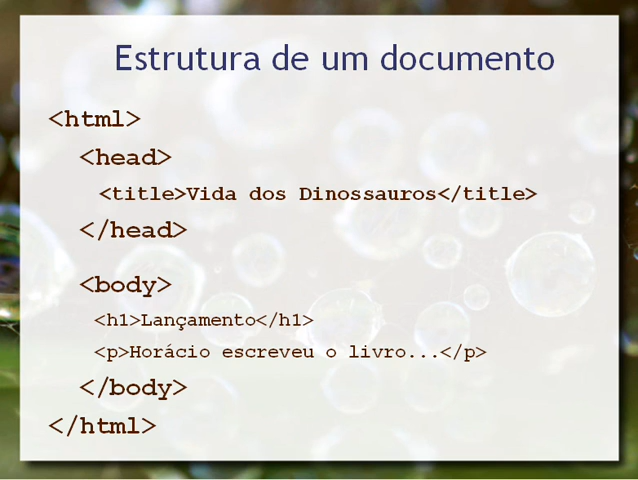 Estrutura de um documento
<html>
<head>
<title>Vida dos Dinossauros</title>
</head>
<body>
<h1>Lançamento</h1>
<p>Horácio escreveu o livro...</p>
</body>
</html>